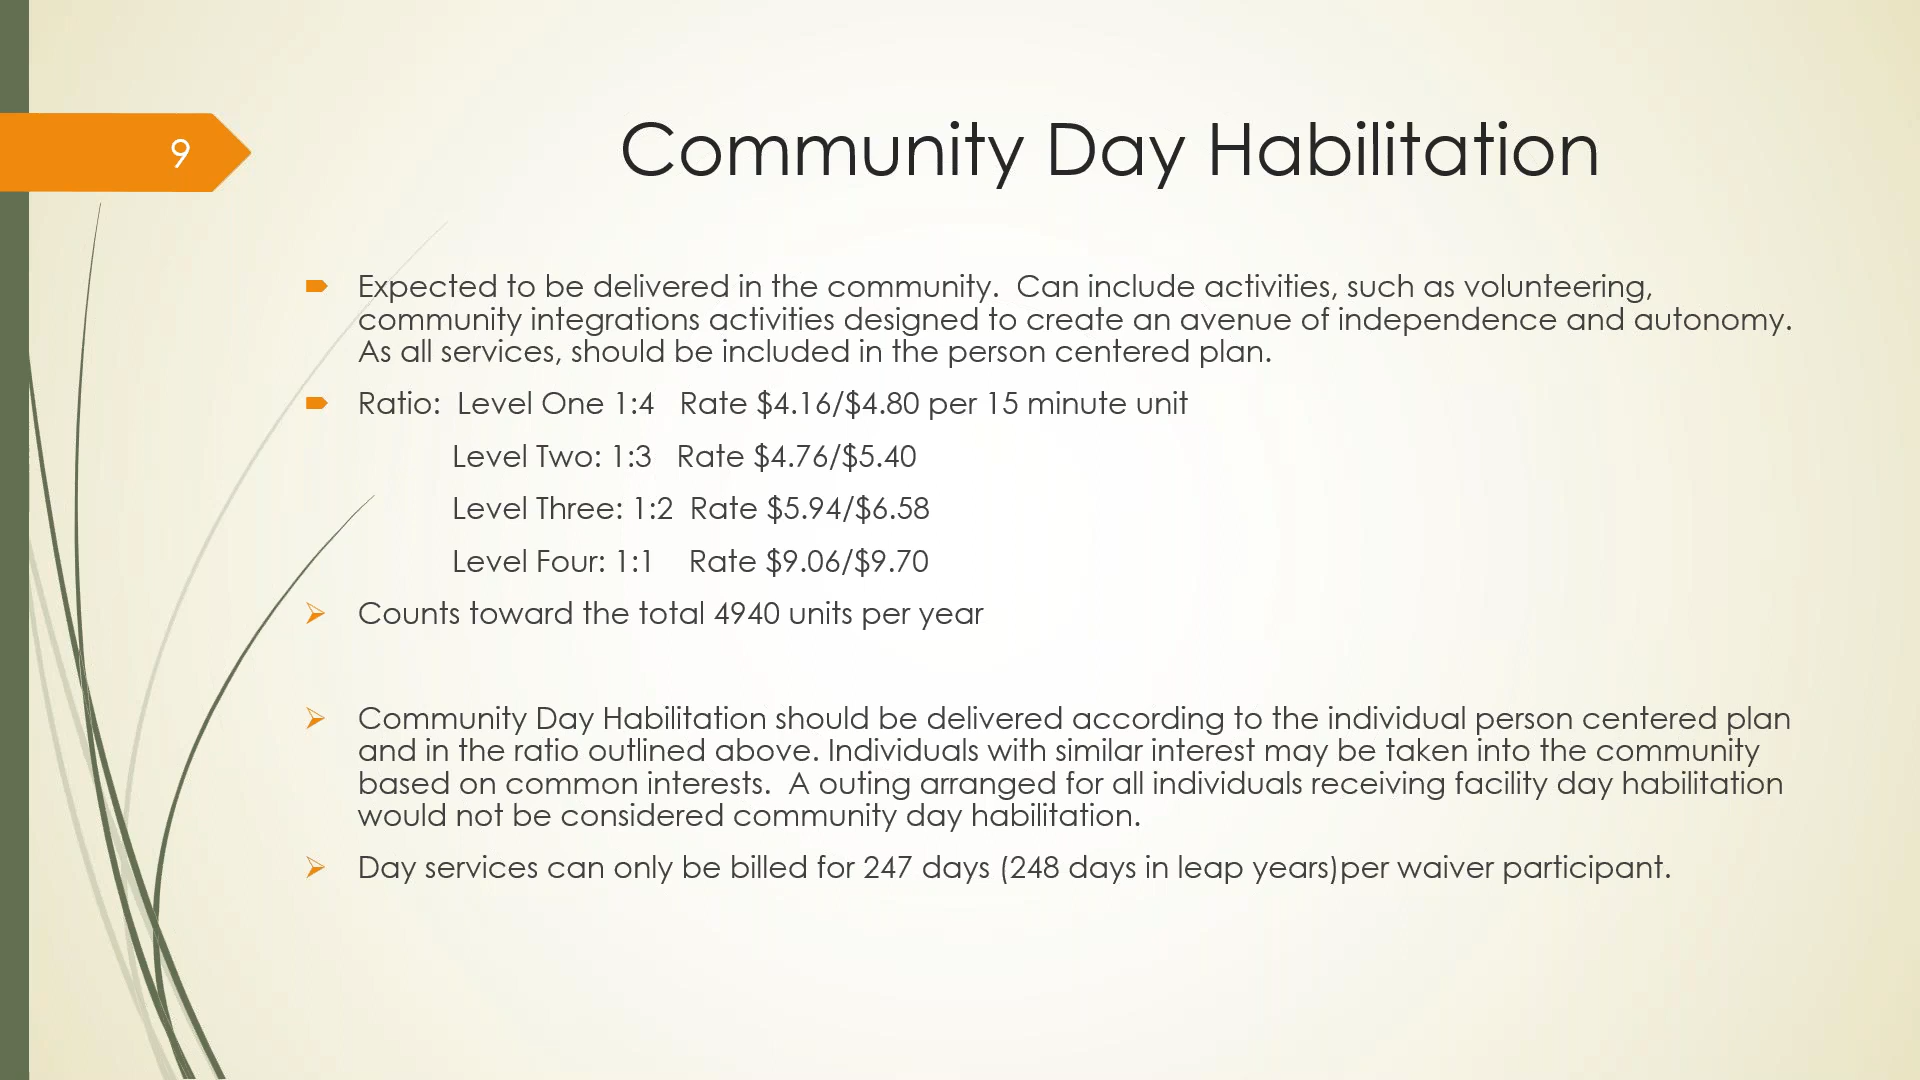 9
Community Day Habilitation
Expected to be delivered in the community.  Can include activities, such as volunteering,
community integrations activities designed to create an avenue of independence and autonomy.
As all services, should be included in the person centered plan.
Ratio:  Level One 1:4   Rate $4.16/$4.80 per 15 minute unit
Level Two: 1:3   Rate $4.76/$5.40
Level Three: 1:2  Rate $5.94/$6.58
Level Four: 1:1    Rate $9.06/$9.70
Counts toward the total 4940 units per year
Community Day Habilitation should be delivered according to the individual person centered plan
and in the ratio outlined above. Individuals with similar interest may be taken into the community
based on common interests.  A outing arranged for all individuals receiving facility day habilitation
would not be considered community day habilitation.
Day services can only be billed for 247 days (248 days in leap years)per waiver participant.